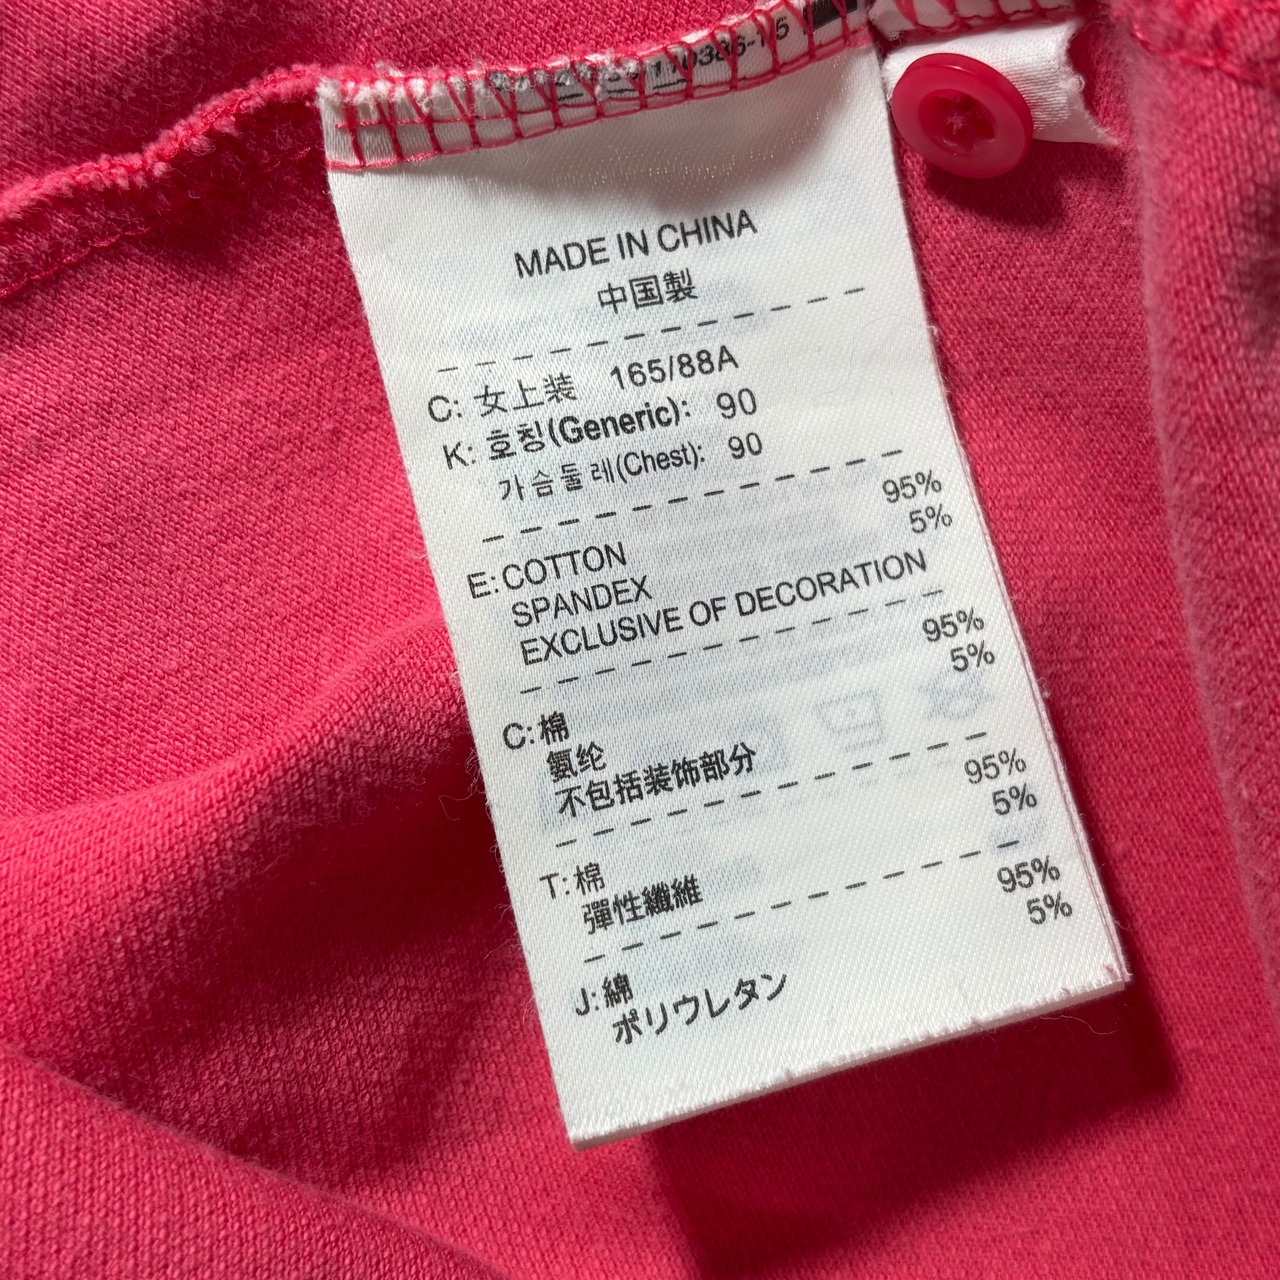 MADE IN CHINA
中国製
C: 女上装 165/88A
K: 호칭(Generic): 90
가슴둘레(Chest): 90
E: COTTON 95%
SPANDEX 5%
EXCLUSIVE OF DECORATION
C: 棉 95%
氨纶 5%
不包括装饰部分
T: 棉 95%
彈性纖維 5%
J: 綿 95%
ポリウレタン 5%